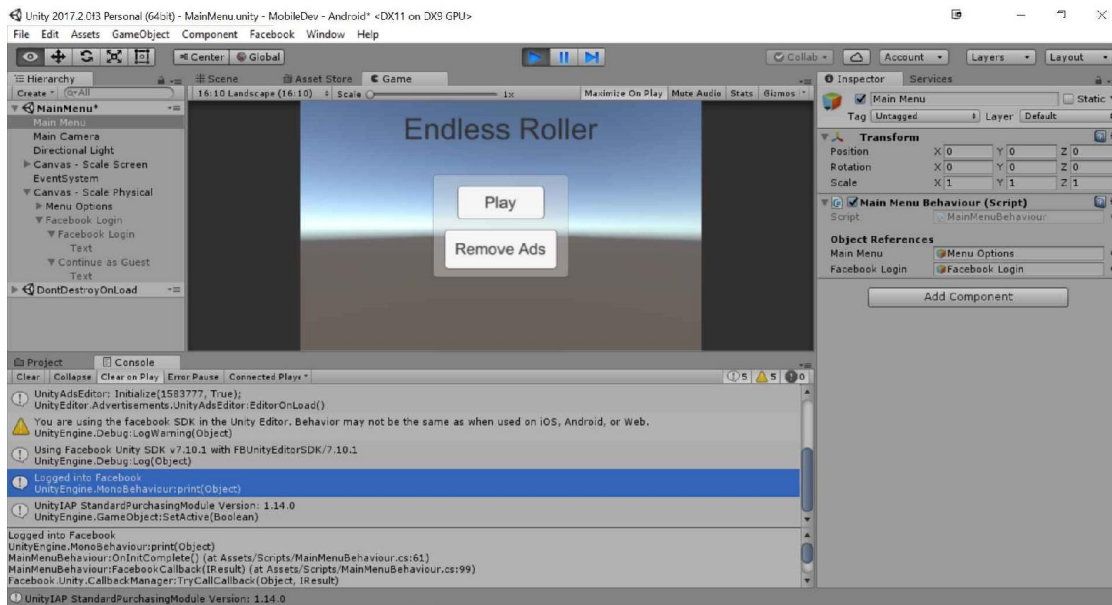 Unity 2017.2.0f3 Personal (64bit) - MainMenu.unity - MobileDev - Android* <DX11 on DX9 GPU>
File Edit Assets GameObject Component Facebook Window Help
Center Global
Collab Account Layers Layout
Hierarchy
Create All
MainMenu*
Main Menu
Main Camera
Directional Light
Canvas - Scale Screen
EventSystem
Canvas - Scale Physical
Menu Options
Facebook Login
Facebook Login
Text
Continue as Guest
Text
DontDestroyOnLoad
Scene Asset Store Game
16:10 Landscape (16:10) Scale 1x Maximize On Play Mute Audio Stats Gizmos
Endless Roller
Play
Remove Ads
Inspector Services
Main Menu Static
Tag Untagged Layer Default
Transform
Position X 0 Y 0 Z 0
Rotation X 0 Y 0 Z 0
Scale X 1 Y 1 Z 1
Main Menu Behaviour (Script)
Script MainMenuBehaviour
Object References
Main Menu Menu Options
Facebook Login Facebook Login
Add Component
Project Console
Clear Collapse Clear on Play Error Pause Connected Playe 5 5 0
UnityAdsEditor: Initialize(1583777, True);
UnityEditor.Advertisements.UnityAdsEditor:EditorOnLoad()
You are using the facebook SDK in the Unity Editor. Behavior may not be the same as when used on iOS, Android, or Web.
UnityEngine.Debug:LogWarning(Object)
Using Facebook Unity SDK v7.10.1 with FBUnityEditorSDK/7.10.1
UnityEngine.Debug:Log(Object)
Logged into Facebook
UnityEngine.MonoBehaviour:print(Object)
UnityIAP StandardPurchasingModule Version: 1.14.0
UnityEngine.GameObject:SetActive(Boolean)
Logged into Facebook
UnityEngine.MonoBehaviour:print(Object)
MainMenuBehaviour:OnInitComplete() (at Assets/Scripts/MainMenuBehaviour.cs:61)
MainMenuBehaviour:FacebookCallback(IResult) (at Assets/Scripts/MainMenuBehaviour.cs:99)
Facebook.Unity.CallbackManager:TryCallCallback(Object, IResult)
UnityIAP StandardPurchasingModule Version: 1.14.0